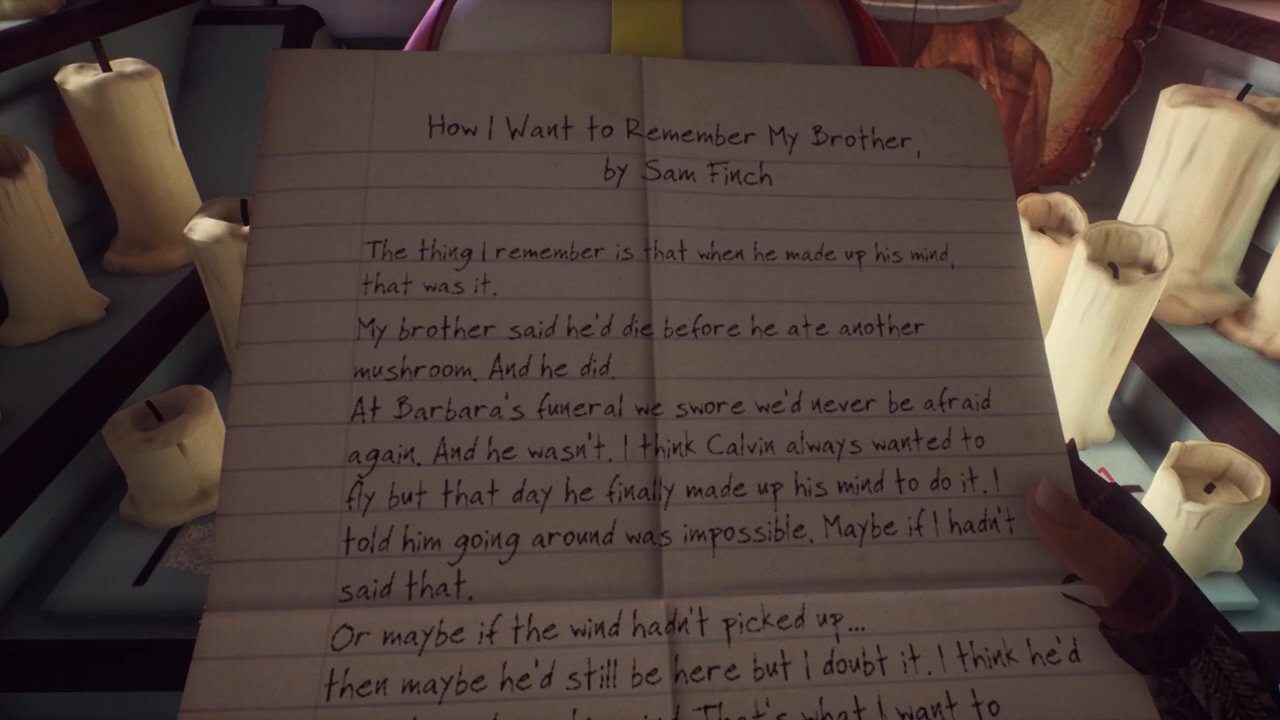 How I Want to Remember My Brother,
by Sam Finch
The thing I remember is that when he made up his mind,
that was it.
My brother said he'd die before he ate another
mushroom. And he did.
At Barbara's funeral we swore we'd never be afraid
again. And he wasn't. I think Calvin always wanted to
fly but that day he finally made up his mind to do it. I
told him going around was impossible. Maybe if I hadn't
said that.
Or maybe if the wind hadn't picked up...
then maybe he'd still be here but I doubt it. I think he'd
That's what I want to